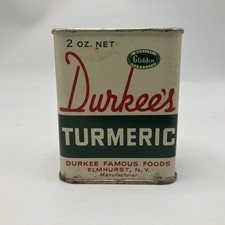 2 OZ. NET
Glidden
Durkee's
TURMERIC
DURKEE FAMOUS FOODS
ELMHURST, N.Y.
Manufacturer